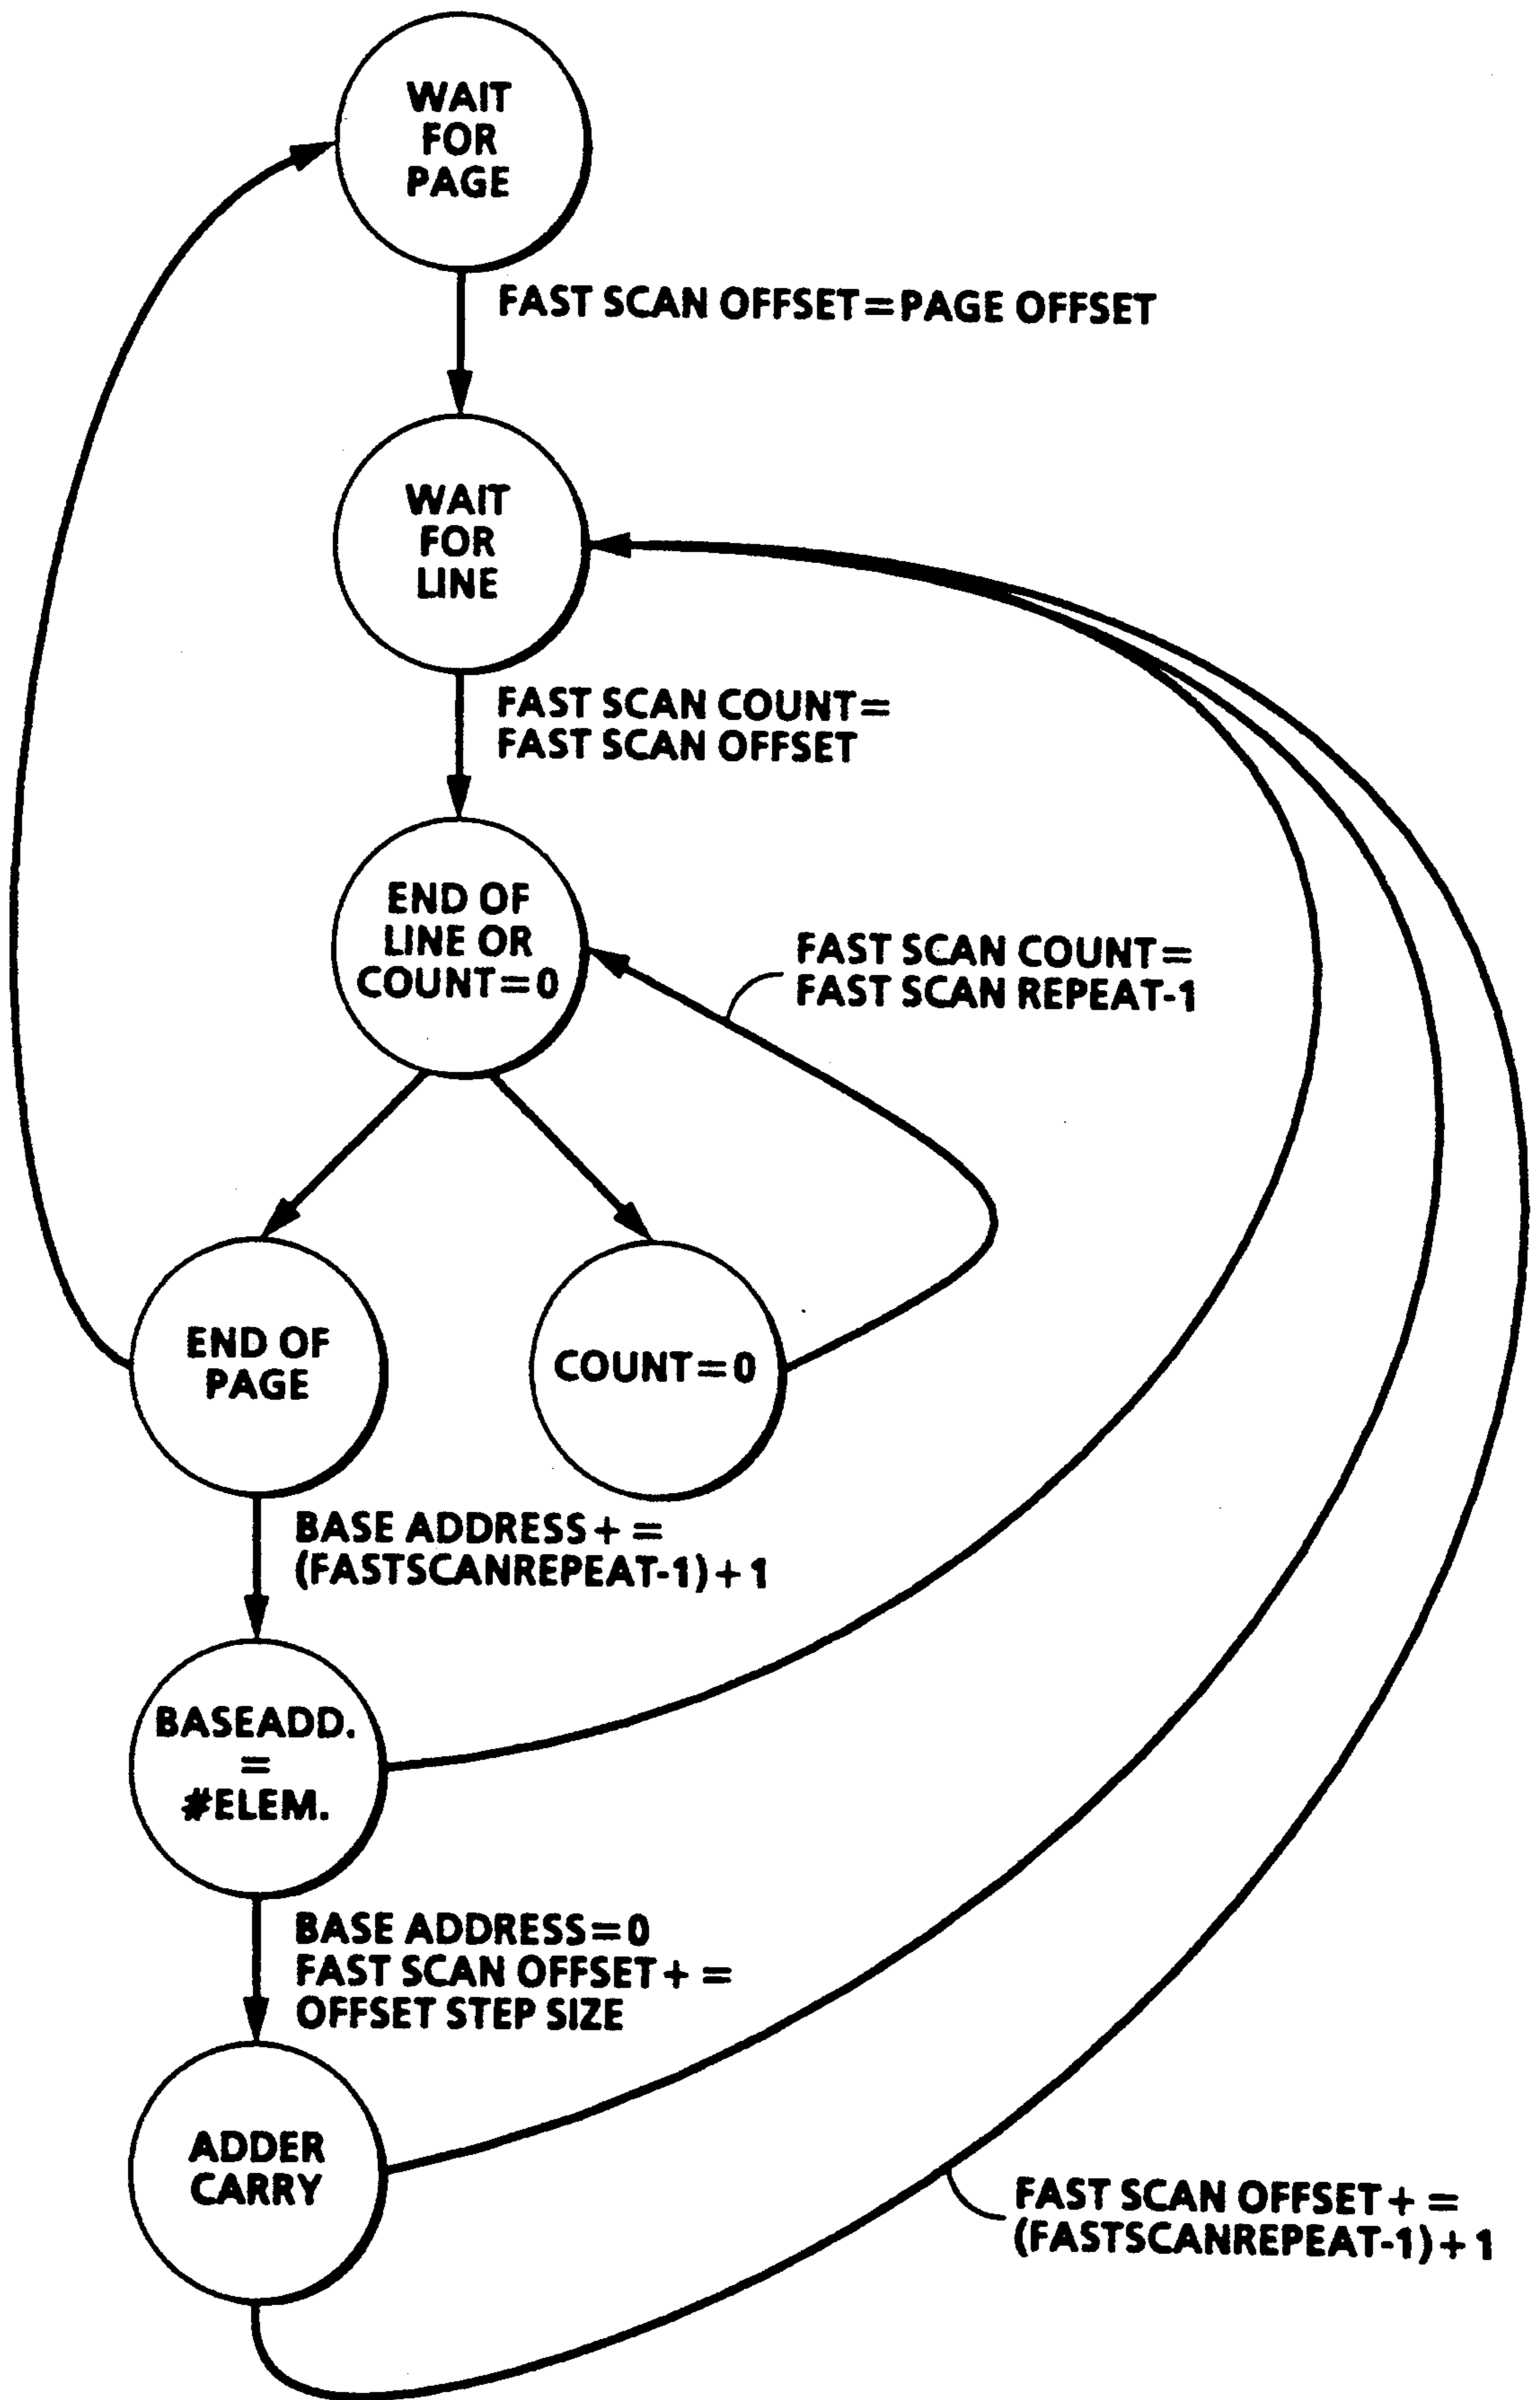 WAIT
FOR
PAGE
FAST SCAN OFFSET=PAGE OFFSET
WAIT
FOR
LINE
FAST SCAN COUNT=
FAST SCAN OFFSET
END OF
LINE OR
COUNT=0
FAST SCAN COUNT=
FAST SCAN REPEAT-1
END OF
PAGE
COUNT=0
BASE ADDRESS+=
(FASTSCANREPEAT-1)+1
BASEADD.
=
#ELEM.
BASE ADDRESS=0
FAST SCAN OFFSET+=
OFFSET STEP SIZE
ADDER
CARRY
FAST SCAN OFFSET+=
(FASTSCANREPEAT-1)+1